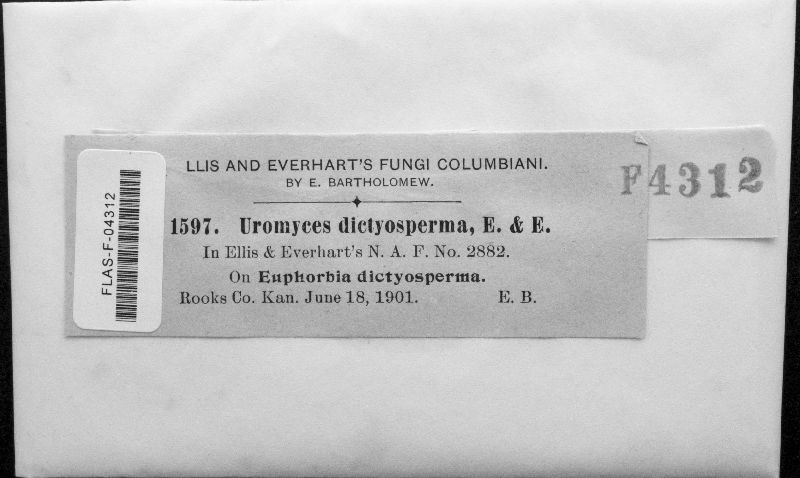 LLIS AND EVERHART'S FUNGI COLUMBIANI.
BY E. BARTHOLOMEW.
1597. Uromyces dictyosperma, E. & E.
In Ellis & Everhart's N. A. F. No. 2882.
On Euphorbia dictyosperma.
Rooks Co. Kan. June 18, 1901. E. B.
FLAS-F-04312
F4312